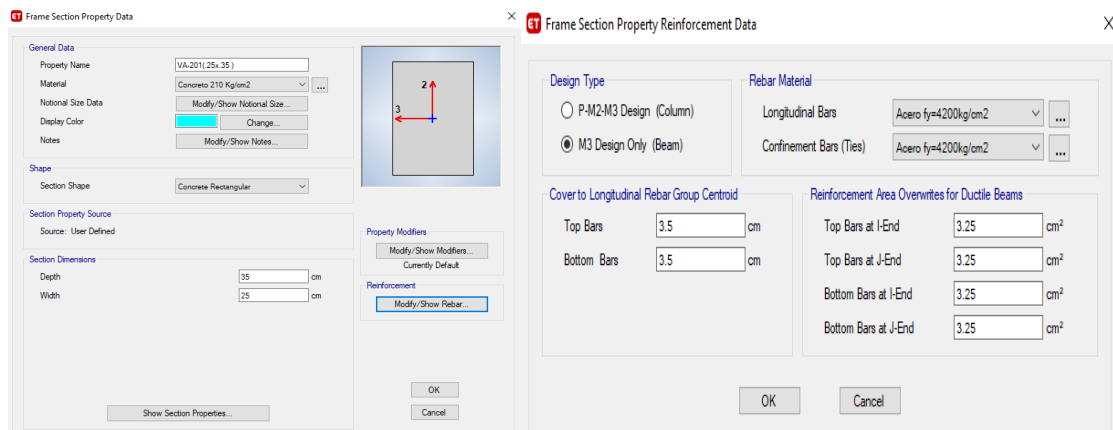 ET Frame Section Property Data
General Data
Property Name VA-201(.25x.35 )
Material Concreto 210 Kg/cm2 ...
Notional Size Data Modify/Show Notional Size...
Display Color Change...
Notes Modify/Show Notes...
Shape
Section Shape Concrete Rectangular
Section Property Source
Source: User Defined
Section Dimensions
Depth 35 cm
Width 25 cm
Show Section Properties...
2
3
Property Modifiers
Modify/Show Modifiers...
Currently Default
Reinforcement
Modify/Show Rebar...
OK
Cancel
ET Frame Section Property Reinforcement Data
Design Type
P-M2-M3 Design (Column)
M3 Design Only (Beam)
Rebar Material
Longitudinal Bars Acero fy=4200kg/cm2 ...
Confinement Bars (Ties) Acero fy=4200kg/cm2 ...
Cover to Longitudinal Rebar Group Centroid
Top Bars 3.5 cm
Bottom Bars 3.5 cm
Reinforcement Area Overwrites for Ductile Beams
Top Bars at I-End 3.25 cm²
Top Bars at J-End 3.25 cm²
Bottom Bars at I-End 3.25 cm²
Bottom Bars at J-End 3.25 cm²
OK Cancel